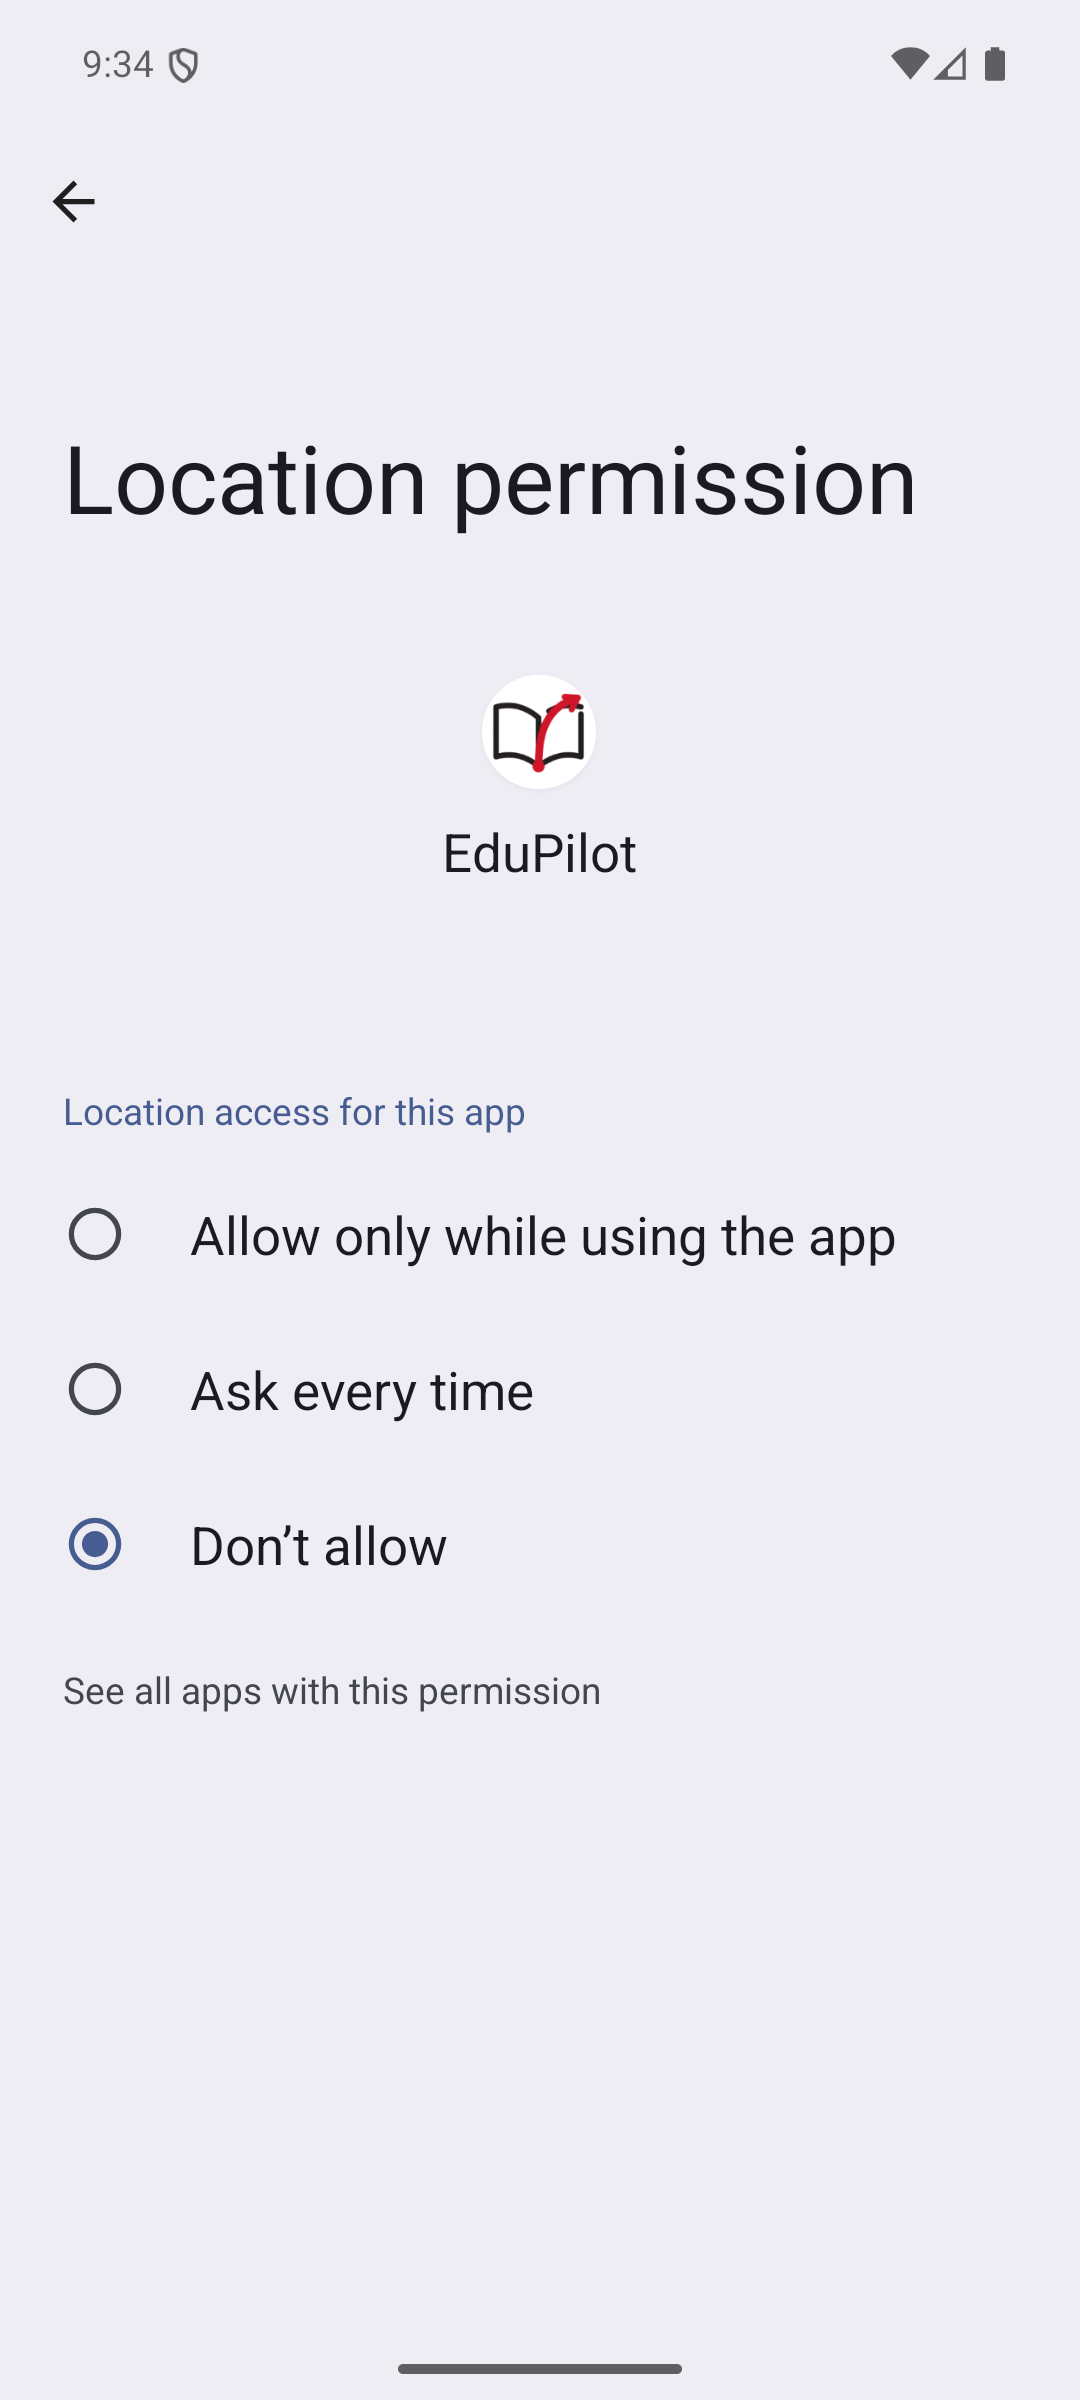 9:34
Location permission
EduPilot
Location access for this app
Allow only while using the app
Ask every time
Don’t allow
See all apps with this permission